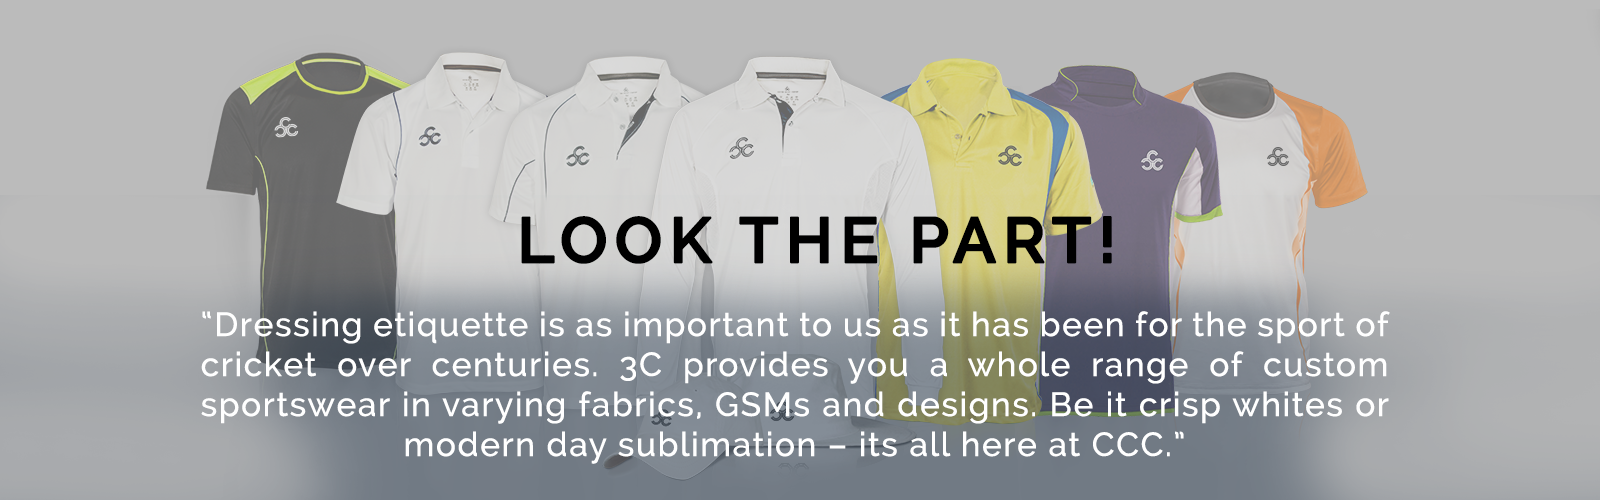 LOOK THE PART!
“Dressing etiquette is as important to us as it has been for the sport of
cricket over centuries. 3C provides you a whole range of custom
sportswear in varying fabrics, GSMs and designs. Be it crisp whites or
modern day sublimation – its all here at CCC.”